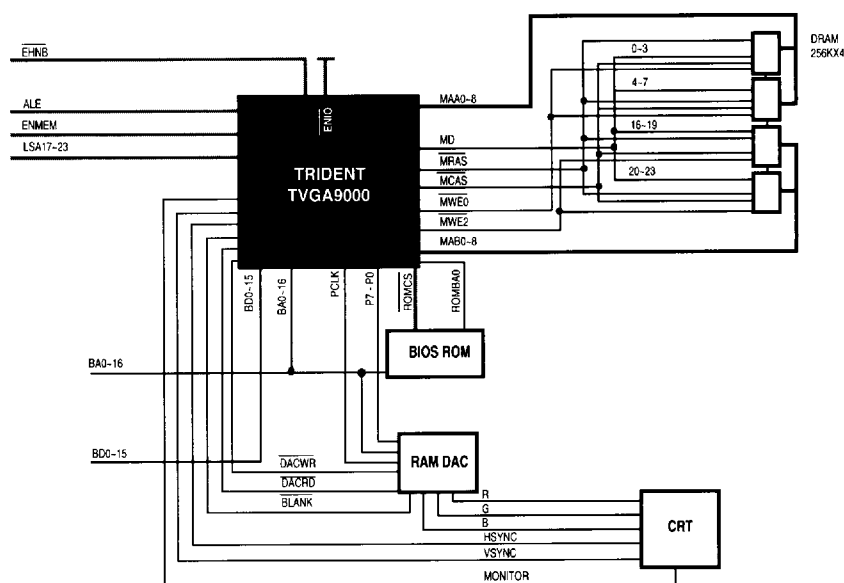 DRAM
256KX4
EHNB
0~3
4~7
16~19
20~23
ALE
ENMEM
LSA17~23
ENIO
TRIDENT
TVGA9000
MAA0-8
MD
MRAS
MCAS
MWE0
MWE2
MAB0~8
BD0~15
BA0~16
PCLK
P7 - P0
ROMCS
ROMBA0
BIOS ROM
BA0~16
BD0~15
RAM DAC
DACWR
DACRD
BLANK
R
G
B
HSYNC
VSYNC
MONITOR
CRT